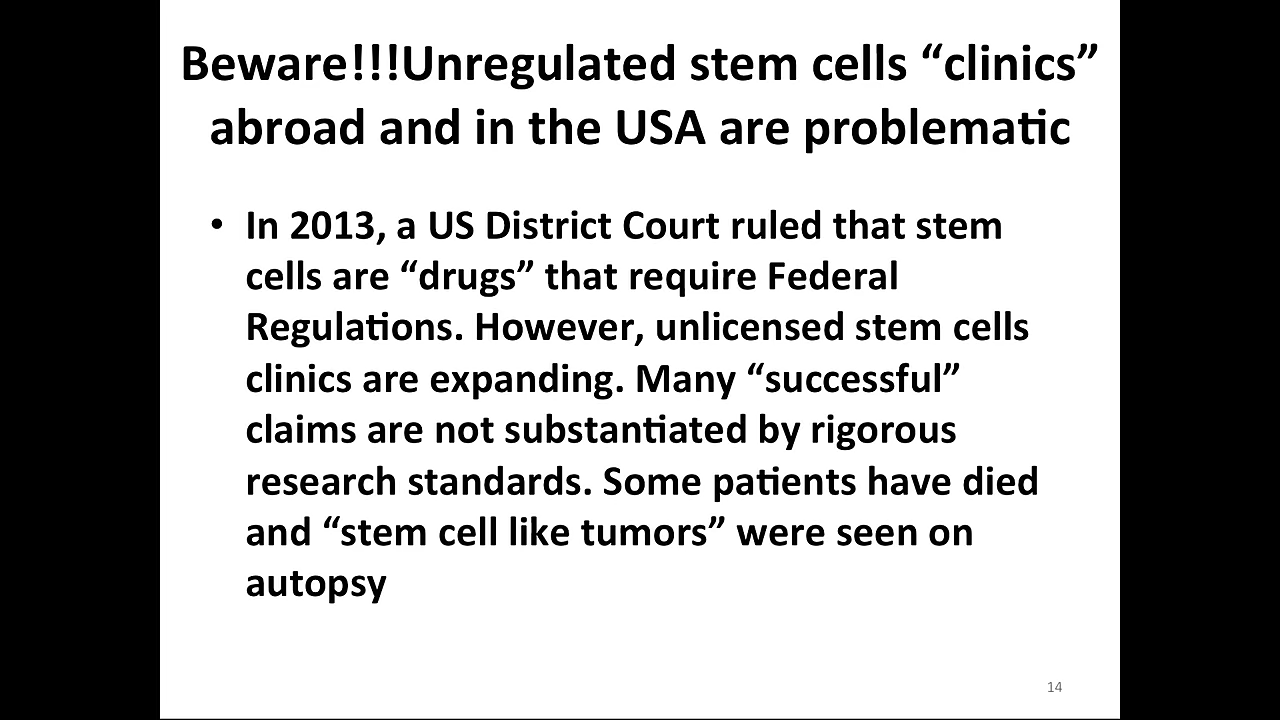 Beware!!!Unregulated stem cells “clinics”
abroad and in the USA are problematic
• In 2013, a US District Court ruled that stem
cells are “drugs” that require Federal
Regulations. However, unlicensed stem cells
clinics are expanding. Many “successful”
claims are not substantiated by rigorous
research standards. Some patients have died
and “stem cell like tumors” were seen on
autopsy
14